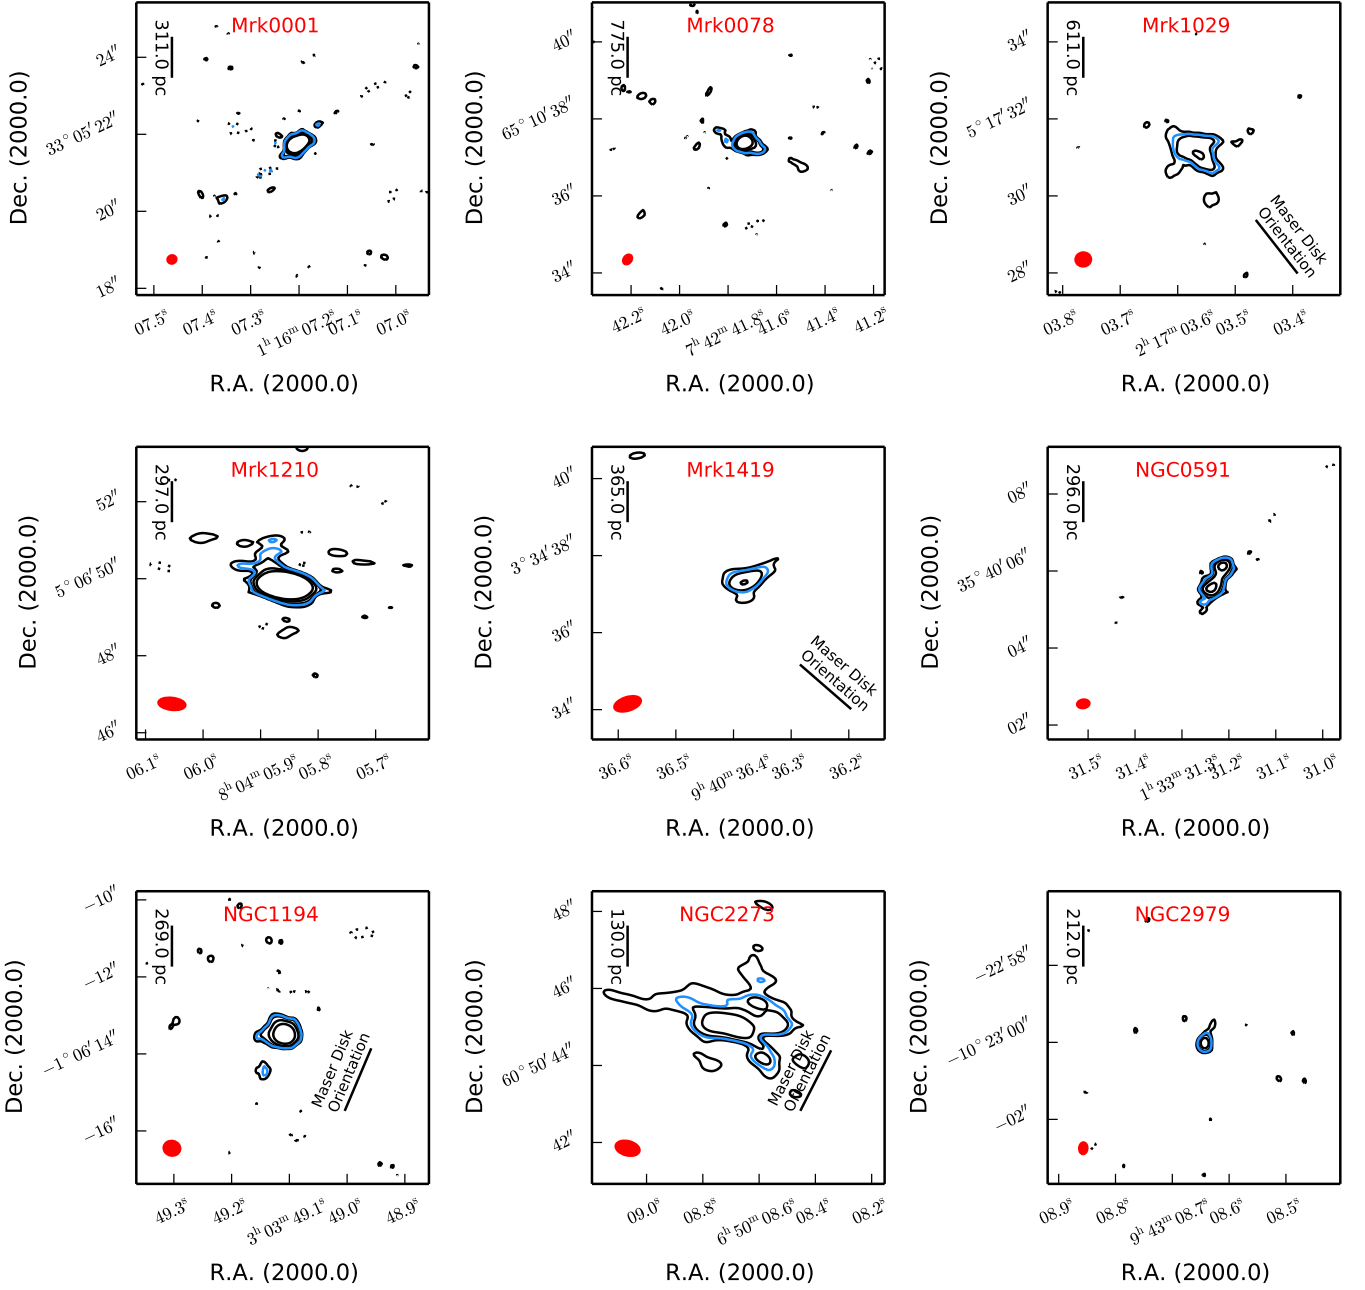 Mrk0001
311.0 pc
Dec. (2000.0)
24″
33° 05′ 22″
20″
18″
07.5ˢ
07.4ˢ
07.3ˢ
1ʰ 16ᵐ 07.2ˢ
07.1ˢ
07.0ˢ
R.A. (2000.0)
Mrk0078
775.0 pc
Dec. (2000.0)
40″
65° 10′ 38″
36″
34″
42.2ˢ
42.0ˢ
7ʰ 42ᵐ 41.8ˢ
41.6ˢ
41.4ˢ
41.2ˢ
R.A. (2000.0)
Mrk1029
611.0 pc
Dec. (2000.0)
34″
5° 17′ 32″
30″
28″
Maser Disk
Orientation
03.8ˢ
03.7ˢ
2ʰ 17ᵐ 03.6ˢ
03.5ˢ
03.4ˢ
R.A. (2000.0)
Mrk1210
297.0 pc
Dec. (2000.0)
52″
5° 06′ 50″
48″
46″
06.1ˢ
06.0ˢ
8ʰ 04ᵐ 05.9ˢ
05.8ˢ
05.7ˢ
R.A. (2000.0)
Mrk1419
365.0 pc
Dec. (2000.0)
40″
3° 34′ 38″
36″
34″
Maser Disk
Orientation
36.6ˢ
36.5ˢ
9ʰ 40ᵐ 36.4ˢ
36.3ˢ
36.2ˢ
R.A. (2000.0)
NGC0591
296.0 pc
Dec. (2000.0)
08″
35° 40′ 06″
04″
02″
31.5ˢ
31.4ˢ
1ʰ 33ᵐ 31.3ˢ
31.2ˢ
31.1ˢ
31.0ˢ
R.A. (2000.0)
NGC1194
269.0 pc
Dec. (2000.0)
−10″
−12″
−1° 06′ 14″
−16″
Maser Disk
Orientation
49.3ˢ
49.2ˢ
3ʰ 03ᵐ 49.1ˢ
49.0ˢ
48.9ˢ
R.A. (2000.0)
NGC2273
130.0 pc
Dec. (2000.0)
48″
46″
60° 50′ 44″
42″
Maser Disk
Orientation
09.0ˢ
08.8ˢ
6ʰ 50ᵐ 08.6ˢ
08.4ˢ
08.2ˢ
R.A. (2000.0)
NGC2979
212.0 pc
Dec. (2000.0)
−22′ 58″
−10° 23′ 00″
−02″
08.9ˢ
08.8ˢ
9ʰ 43ᵐ 08.7ˢ
08.6ˢ
08.5ˢ
R.A. (2000.0)